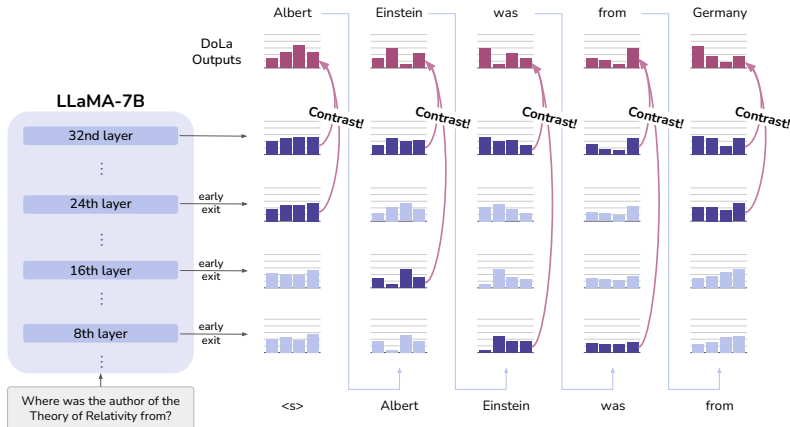 Albert Einstein was from Germany
DoLa
Outputs
LLaMA-7B
Contrast! Contrast! Contrast! Contrast! Contrast!
32nd layer
⋮
24th layer
early
exit
⋮
16th layer
early
exit
⋮
8th layer
early
exit
⋮
Where was the author of the
Theory of Relativity from?
<s> Albert Einstein was from